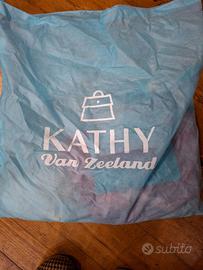 KATHY
Van Zeeland
subito